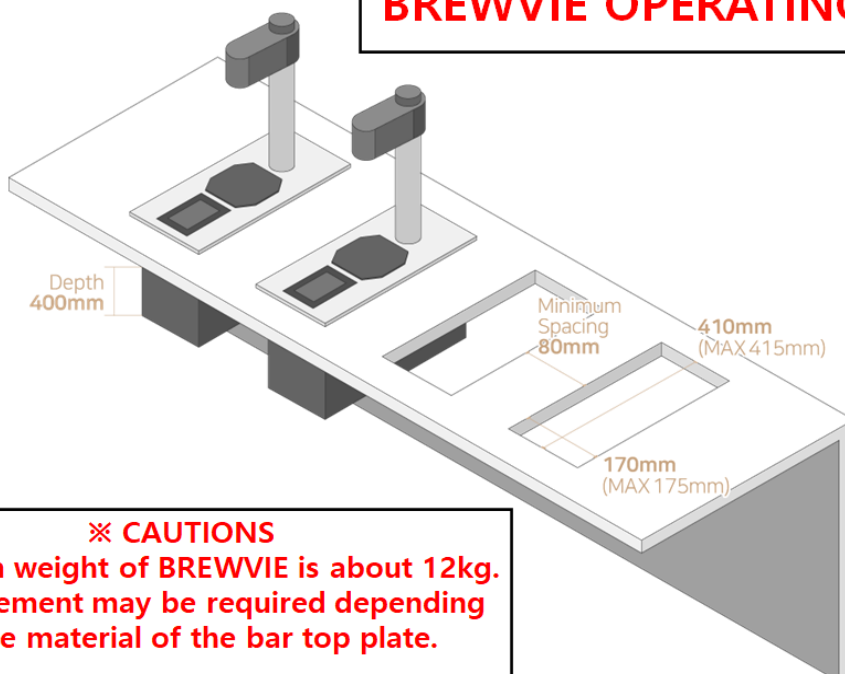 BREWVIE OPERATING
Depth
400mm
Minimum
Spacing
80mm
410mm
(MAX 415mm)
170mm
(MAX 175mm)
※ CAUTIONS
weight of BREWVIE is about 12kg.
may be required depending
material of the bar top plate.